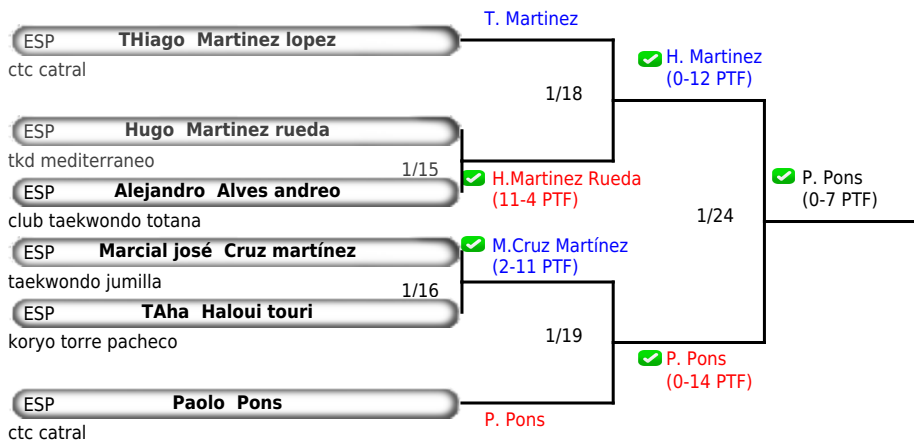 T. Martinez
ESP THiago Martinez lopez
ctc catral
H. Martinez
(0-12 PTF)
1/18
ESP Hugo Martinez rueda
tkd mediterraneo
1/15
H.Martinez Rueda
(11-4 PTF)
ESP Alejandro Alves andreo
club taekwondo totana
P. Pons
(0-7 PTF)
1/24
ESP Marcial josé Cruz martínez
taekwondo jumilla
M.Cruz Martínez
(2-11 PTF)
1/16
ESP TAha Haloui touri
koryo torre pacheco
1/19
P. Pons
(0-14 PTF)
ESP Paolo Pons
ctc catral
P. Pons